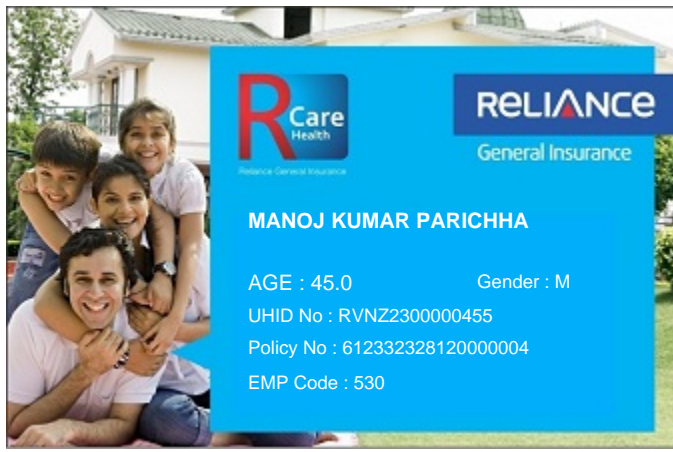 R Care
Health
Reliance General Insurance
RELIANCE
General Insurance
MANOJ KUMAR PARICHHA
AGE : 45.0 Gender : M
UHID No : RVNZ2300000455
Policy No : 612332328120000004
EMP Code : 530